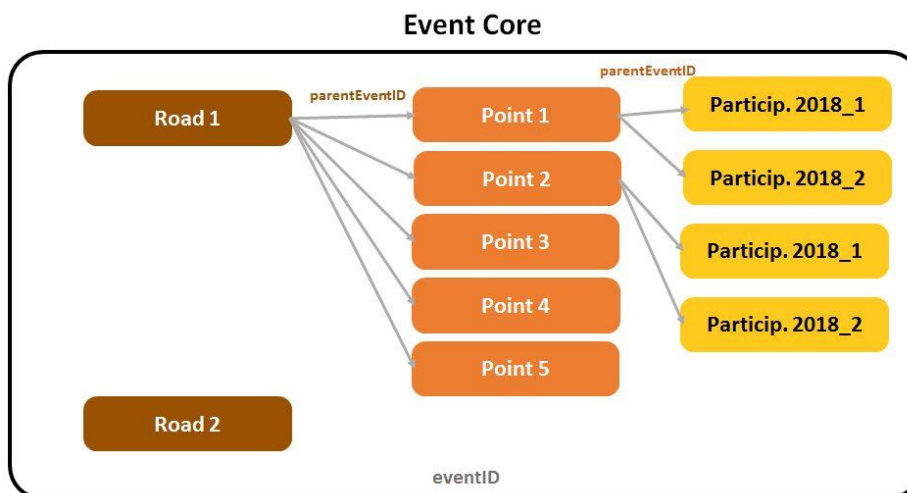 Event Core
parentEventID
parentEventID
Road 1
Point 1
Particip. 2018_1
Point 2
Particip. 2018_2
Point 3
Particip. 2018_1
Point 4
Particip. 2018_2
Point 5
Road 2
eventID